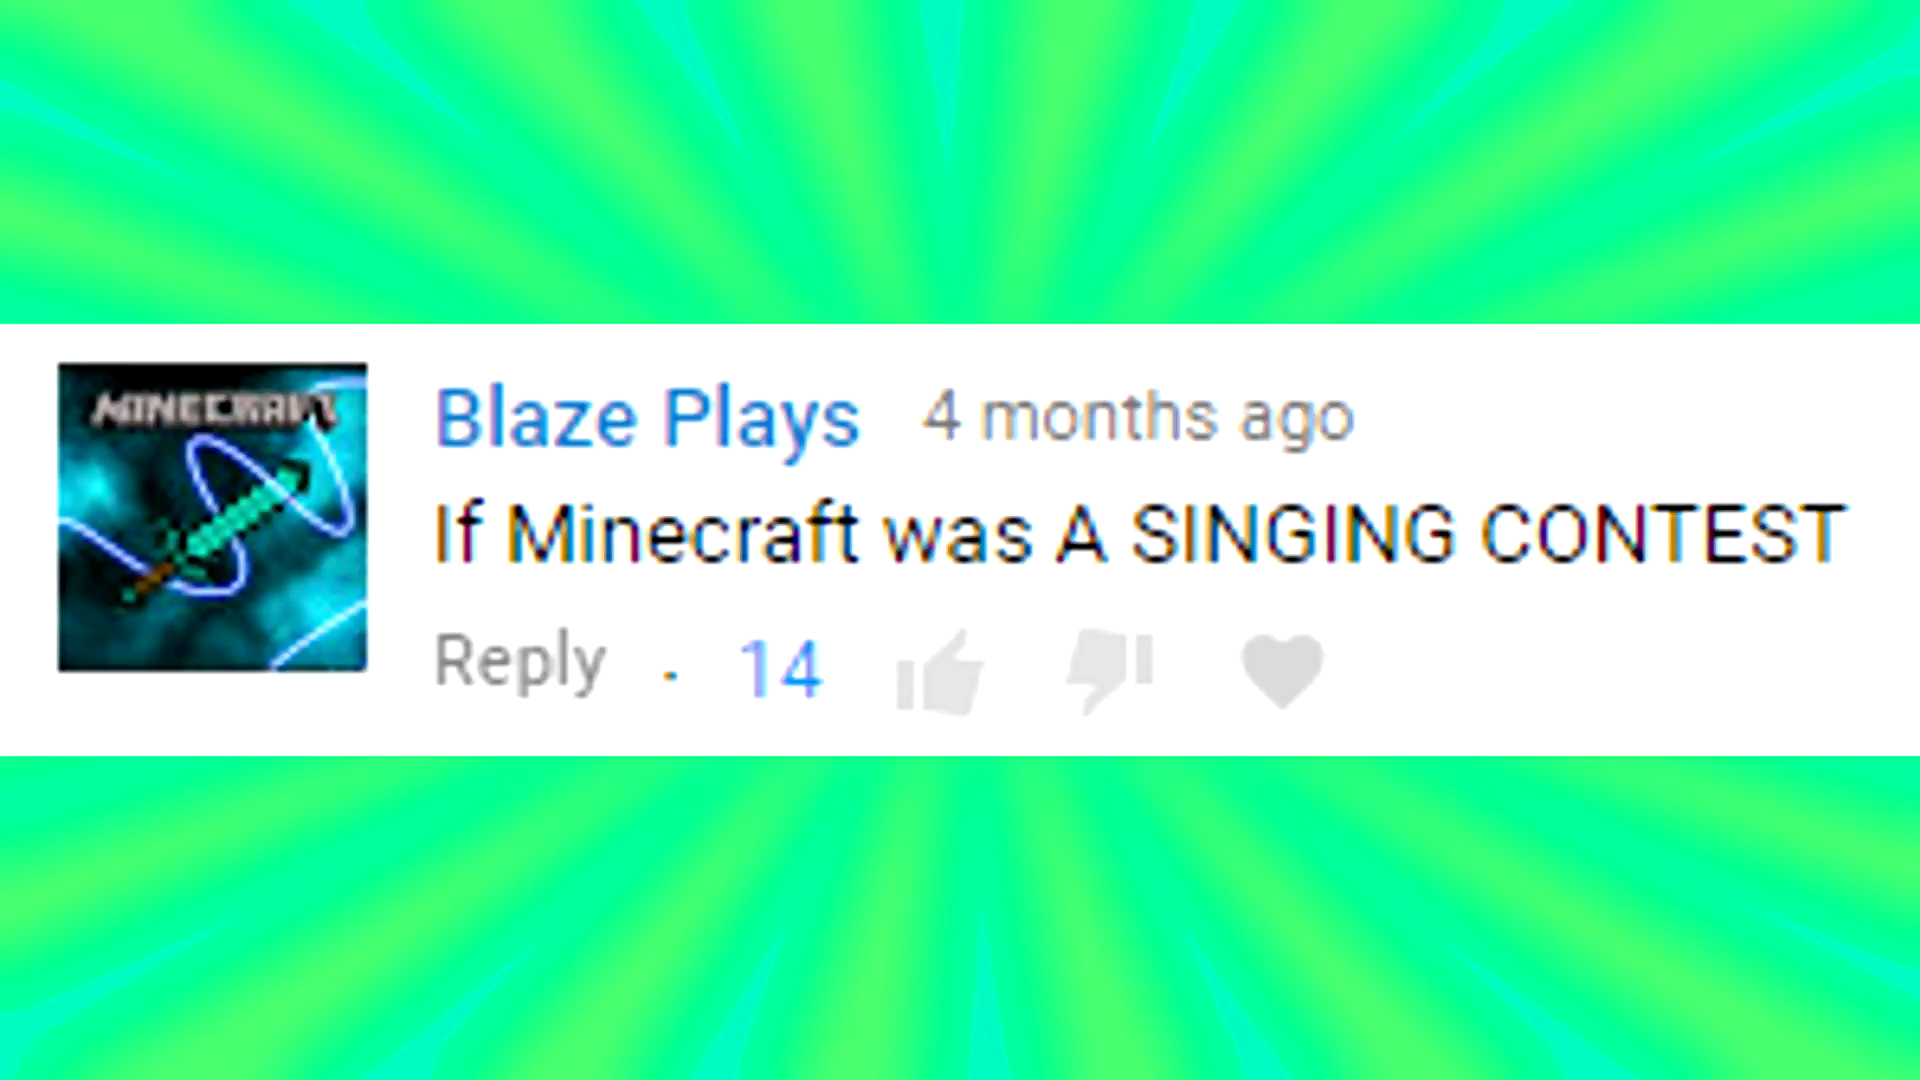 MINECRAFT
Blaze Plays 4 months ago
If Minecraft was A SINGING CONTEST
Reply · 14